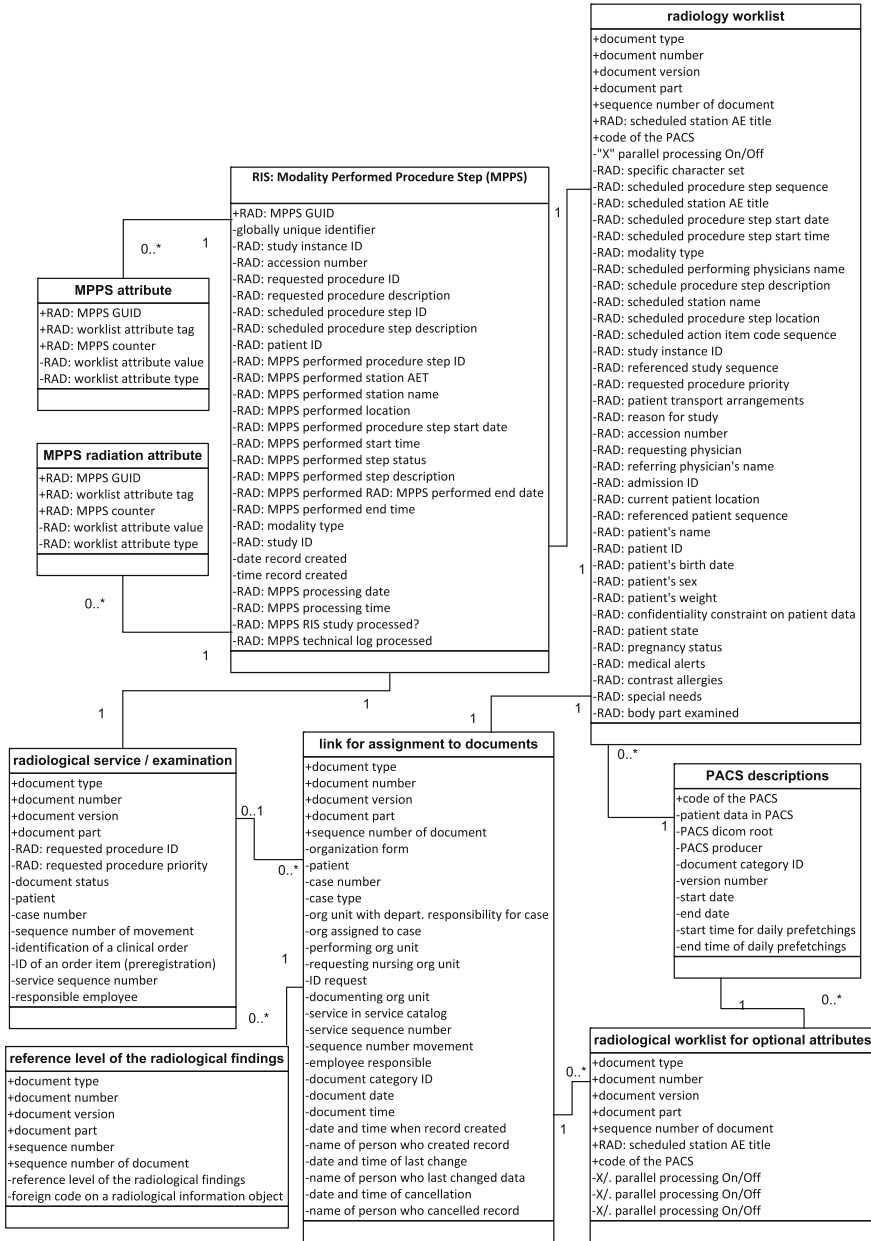 radiology worklist
+document type
+document number
+document version
+document part
+sequence number of document
+RAD: scheduled station AE title
+code of the PACS
-"X" parallel processing On/Off
-RAD: specific character set
-RAD: scheduled procedure step sequence
-RAD: scheduled station AE title
-RAD: scheduled procedure step start date
-RAD: scheduled procedure step start time
-RAD: modality type
-RAD: scheduled performing physicians name
-RAD: schedule procedure step description
-RAD: scheduled station name
-RAD: scheduled procedure step location
-RAD: scheduled action item code sequence
-RAD: study instance ID
-RAD: referenced study sequence
-RAD: requested procedure priority
-RAD: patient transport arrangements
-RAD: reason for study
-RAD: accession number
-RAD: requesting physician
-RAD: referring physician's name
-RAD: admission ID
-RAD: current patient location
-RAD: referenced patient sequence
-RAD: patient's name
-RAD: patient ID
-RAD: patient's birth date
-RAD: patient's sex
-RAD: patient's weight
-RAD: confidentiality constraint on patient data
-RAD: patient state
-RAD: pregnancy status
-RAD: medical alerts
-RAD: contrast allergies
-RAD: special needs
-RAD: body part examined
RIS: Modality Performed Procedure Step (MPPS)
+RAD: MPPS GUID
-globally unique identifier
-RAD: study instance ID
-RAD: accession number
-RAD: requested procedure ID
-RAD: requested procedure description
-RAD: scheduled procedure step ID
-RAD: scheduled procedure step description
-RAD: patient ID
-RAD: MPPS performed procedure step ID
-RAD: MPPS performed station AET
-RAD: MPPS performed station name
-RAD: MPPS performed location
-RAD: MPPS performed procedure step start date
-RAD: MPPS performed start time
-RAD: MPPS performed step status
-RAD: MPPS performed step description
-RAD: MPPS performed RAD: MPPS performed end date
-RAD: MPPS performed end time
-RAD: modality type
-RAD: study ID
-date record created
-time record created
-RAD: MPPS processing date
-RAD: MPPS processing time
-RAD: MPPS RIS study processed?
-RAD: MPPS technical log processed
1
1
0..*
1
MPPS attribute
+RAD: MPPS GUID
+RAD: worklist attribute tag
+RAD: MPPS counter
-RAD: worklist attribute value
-RAD: worklist attribute type
MPPS radiation attribute
+RAD: MPPS GUID
+RAD: worklist attribute tag
+RAD: MPPS counter
-RAD: worklist attribute value
-RAD: worklist attribute type
0..*
1
1
1
1
1
radiological service / examination
+document type
+document number
+document version
+document part
-RAD: requested procedure ID
-RAD: requested procedure priority
-document status
-patient
-case number
-sequence number of movement
-identification of a clinical order
-ID of an order item (preregistration)
-service sequence number
-responsible employee
0..1
0..*
link for assignment to documents
+document type
+document number
+document version
+document part
+sequence number of document
-organization form
-patient
-case number
-case type
-org unit with depart. responsibility for case
-org assigned to case
-performing org unit
-requesting nursing org unit
-ID request
-documenting org unit
-service in service catalog
-service sequence number
-sequence number movement
-employee responsible
-document category ID
-document date
-document time
-date and time when record created
-name of person who created record
-date and time of last change
-name of person who last changed data
-date and time of cancellation
-name of person who cancelled record
0..*
1
PACS descriptions
+code of the PACS
-patient data in PACS
-PACS dicom root
-PACS producer
-document category ID
-version number
-start date
-end date
-start time for daily prefetchings
-end time of daily prefetchings
1
0..*
1
0..*
reference level of the radiological findings
+document type
+document number
+document version
+document part
+sequence number
+sequence number of document
-reference level of the radiological findings
-foreign code on a radiological information object
0..*
1
radiological worklist for optional attributes
+document type
+document number
+document version
+document part
+sequence number of document
+RAD: scheduled station AE title
+code of the PACS
-X/. parallel processing On/Off
-X/. parallel processing On/Off
-X/. parallel processing On/Off